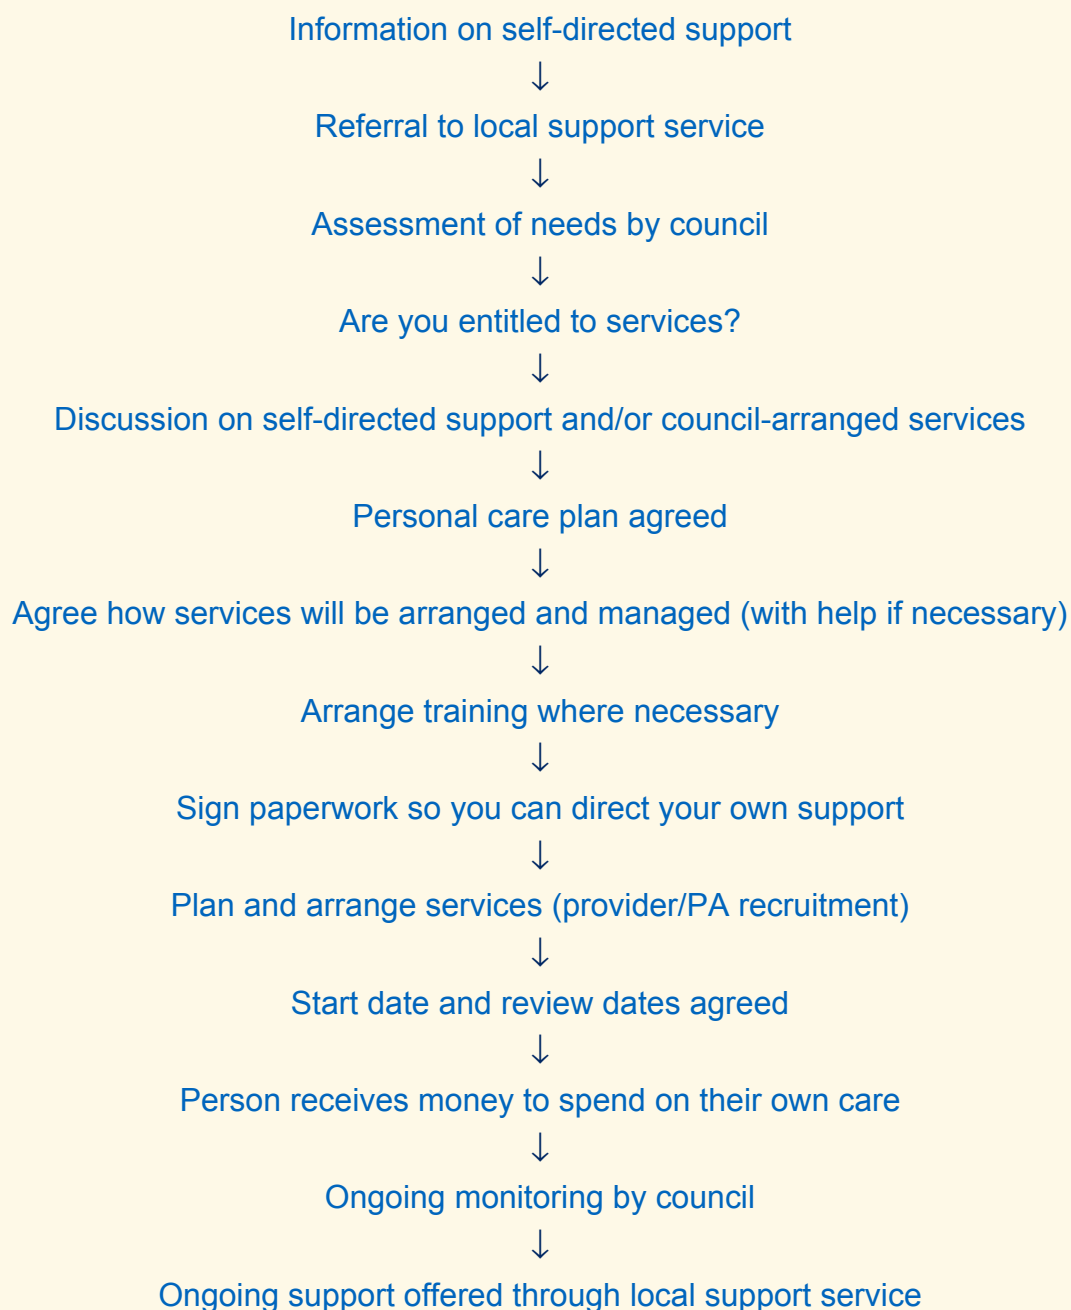 Information on self-directed support
↓
Referral to local support service
↓
Assessment of needs by council
↓
Are you entitled to services?
↓
Discussion on self-directed support and/or council-arranged services
↓
Personal care plan agreed
↓
Agree how services will be arranged and managed (with help if necessary)
↓
Arrange training where necessary
↓
Sign paperwork so you can direct your own support
↓
Plan and arrange services (provider/PA recruitment)
↓
Start date and review dates agreed
↓
Person receives money to spend on their own care
↓
Ongoing monitoring by council
↓
Ongoing support offered through local support service